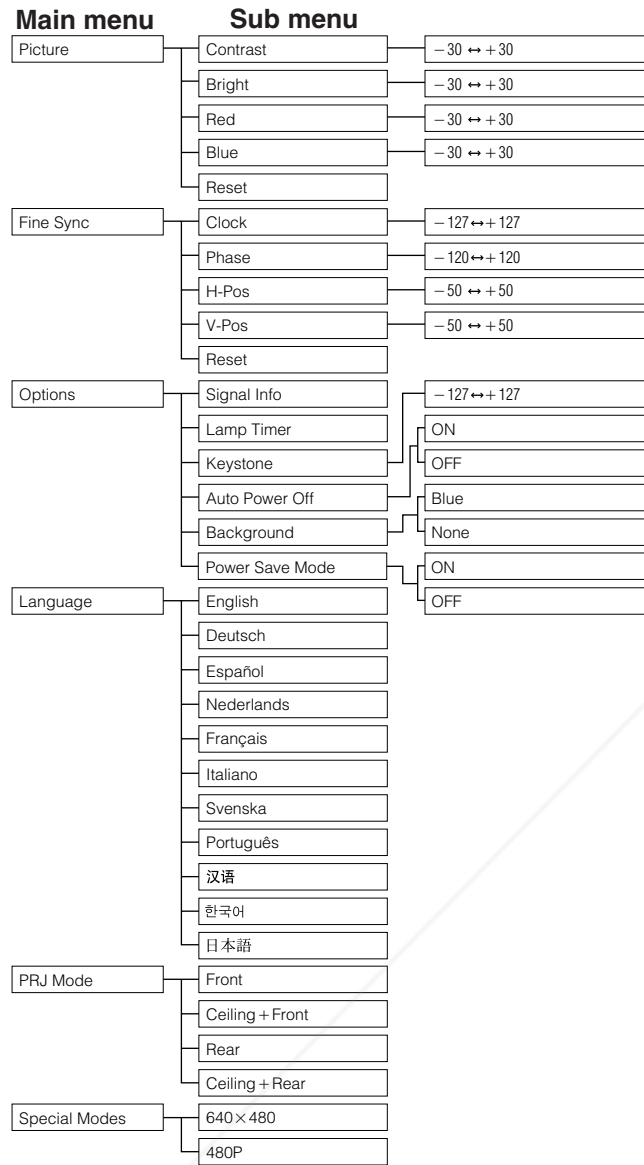 Main menu Sub menu
Picture Contrast −30 ↔ +30
Bright −30 ↔ +30
Red −30 ↔ +30
Blue −30 ↔ +30
Reset
Fine Sync Clock −127↔+127
Phase −120↔+120
H-Pos −50 ↔ +50
V-Pos −50 ↔ +50
Reset
Options Signal Info −127↔+127
Lamp Timer ON
Keystone OFF
Auto Power Off Blue
Background None
Power Save Mode ON
Language English OFF
Deutsch
Español
Nederlands
Français
Italiano
Svenska
Português
汉语
한국어
日本語
PRJ Mode Front
Ceiling+Front
Rear
Ceiling+Rear
Special Modes 640×480
480P